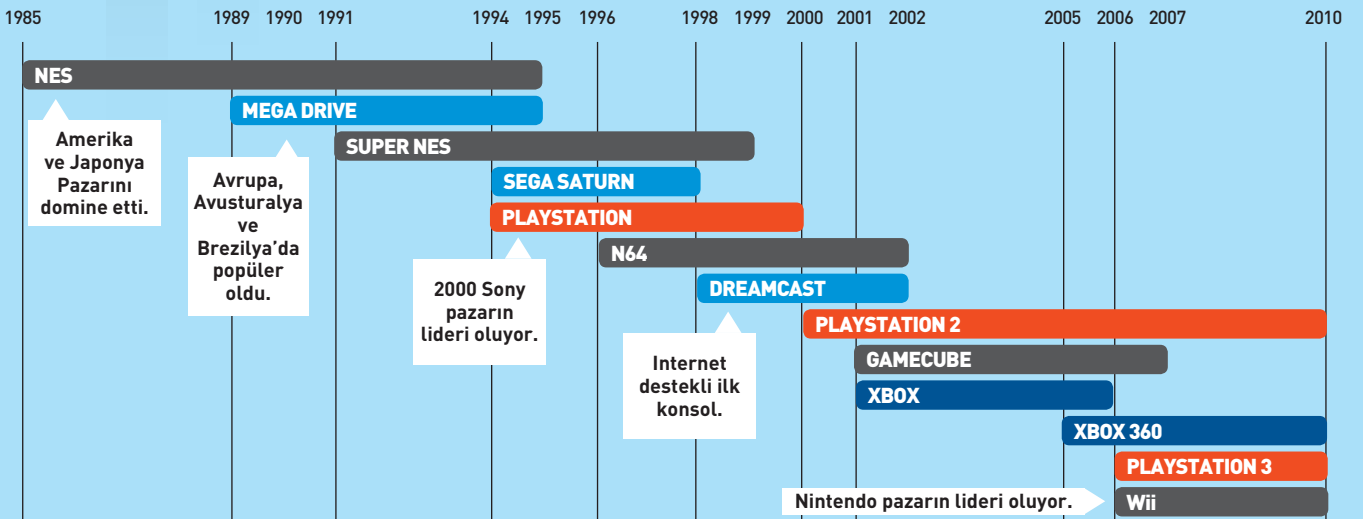 1985 1989 1990 1991 1994 1995 1996 1998 1999 2000 2001 2002 2005 2006 2007 2010
NES
MEGA DRIVE
Amerika
ve Japonya
Pazarını
domine etti.
SUPER NES
Avrupa,
Avusturalya
ve
Brezilya’da
popüler
oldu.
SEGA SATURN
PLAYSTATION
N64
2000 Sony
pazarın
lideri oluyor.
DREAMCAST
PLAYSTATION 2
Internet
destekli ilk
konsol.
GAMECUBE
XBOX
XBOX 360
PLAYSTATION 3
Nintendo pazarın lideri oluyor. Wii